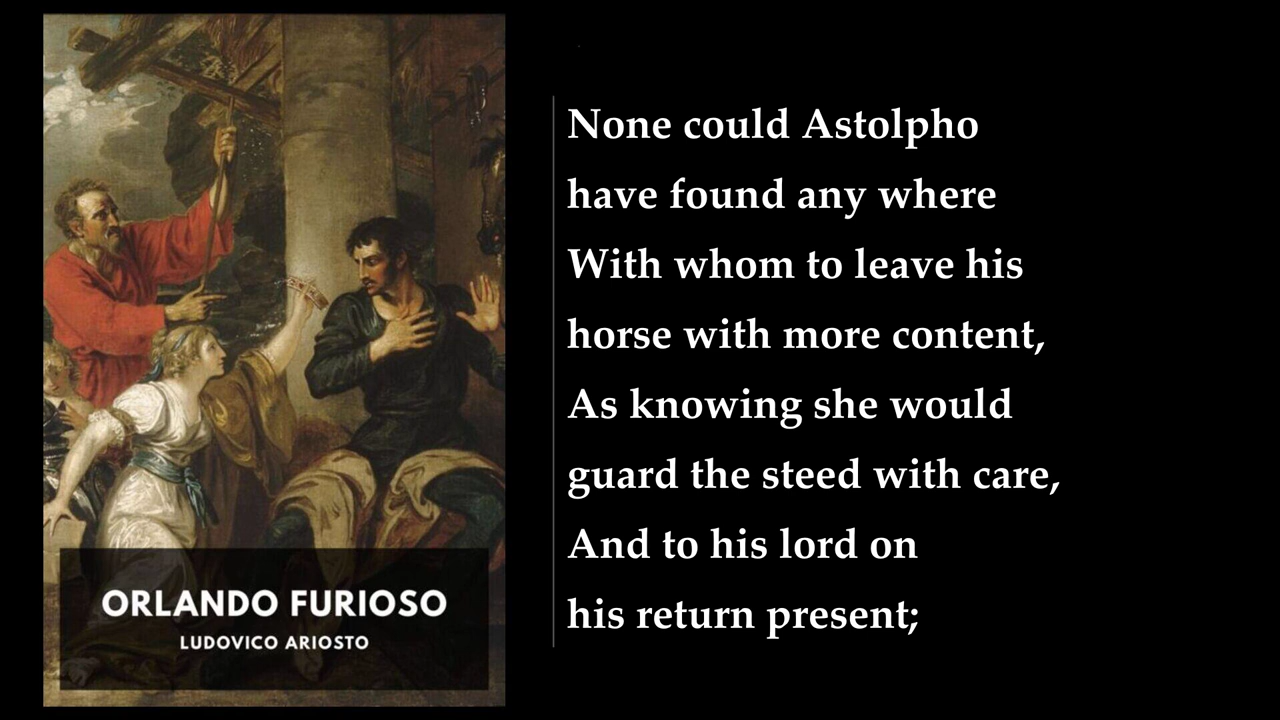 ORLANDO FURIOSO
LUDOVICO ARIOSTO
None could Astolpho
have found any where
With whom to leave his
horse with more content,
As knowing she would
guard the steed with care,
And to his lord on
his return present;